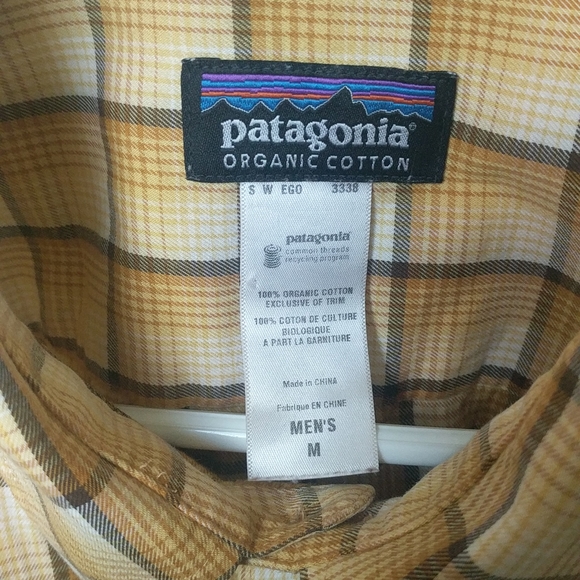 patagonia®
ORGANIC COTTON
S W EGO 3338
patagonia®
common threads
recycling program
100% ORGANIC COTTON
EXCLUSIVE OF TRIM
100% COTON DE CULTURE
BIOLOGIQUE
A PART LA GARNITURE
Made in CHINA
Fabrique EN CHINE
MEN'S
M